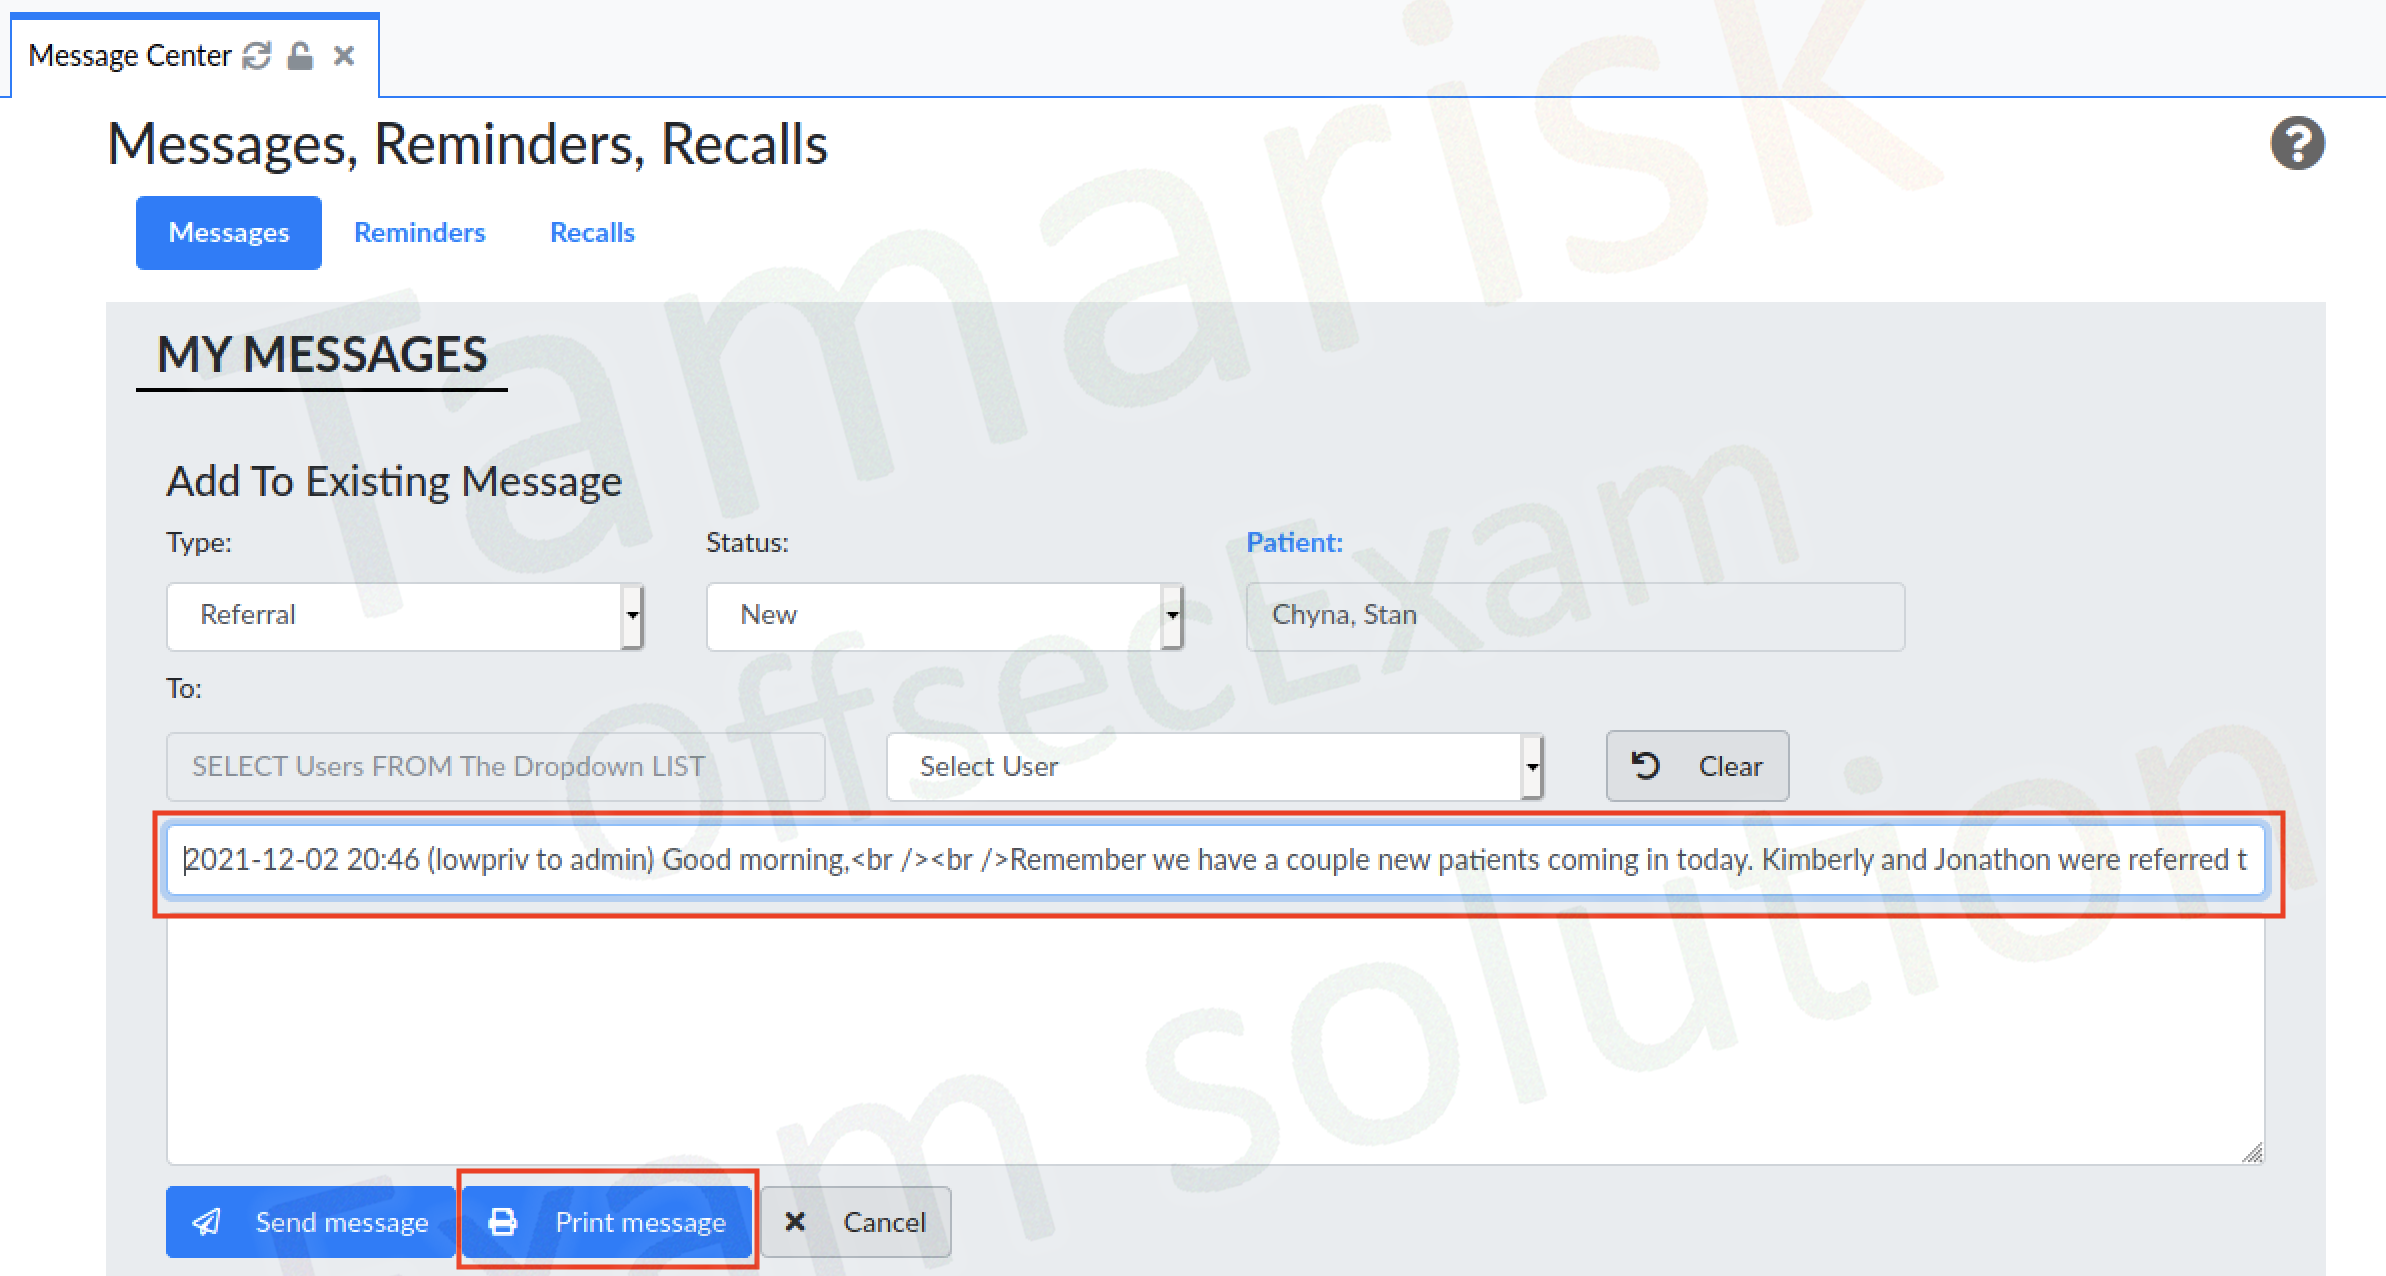 Message Center
Messages, Reminders, Recalls
Messages Reminders Recalls
MY MESSAGES
Add To Existing Message
Type: Status: Patient:
Referral New Chyna, Stan
To:
SELECT Users FROM The Dropdown LIST Select User Clear
2021-12-02 20:46 (lowpriv to admin) Good morning,<br /><br />Remember we have a couple new patients coming in today. Kimberly and Jonathon were referred t
Send message Print message Cancel
Tamarisk
OffsecExam
Exam solution